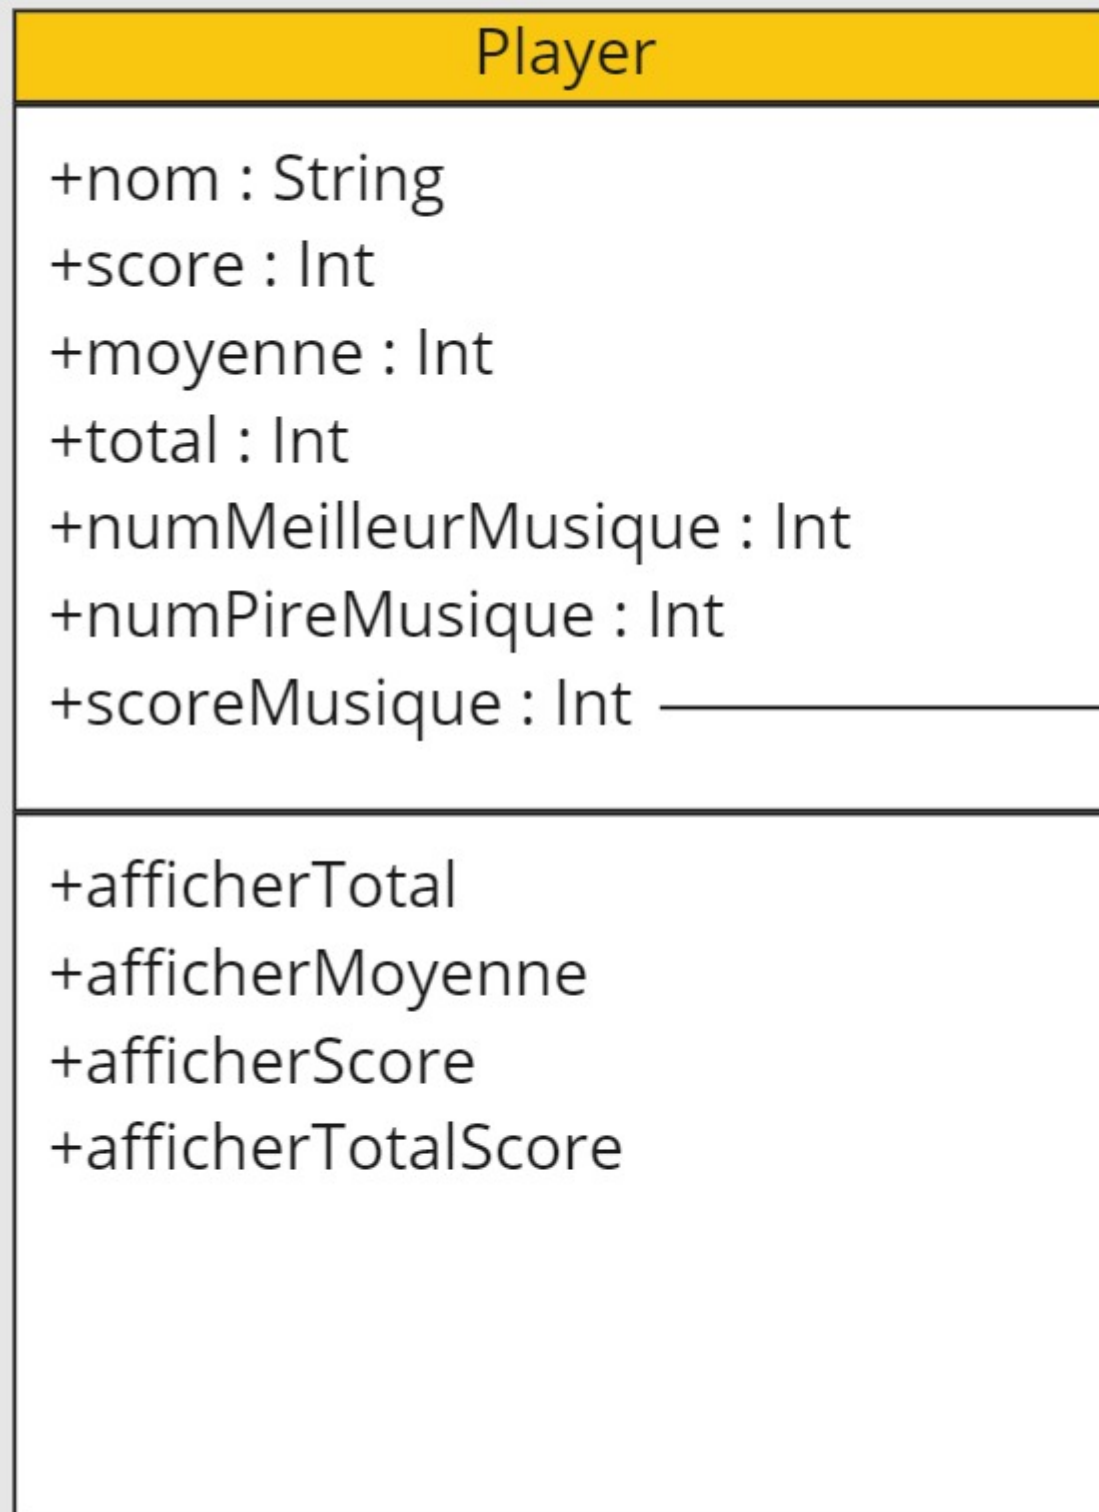 Player
+nom : String
+score : Int
+moyenne : Int
+total : Int
+numMeilleurMusique : Int
+numPireMusique : Int
+scoreMusique : Int
+afficherTotal
+afficherMoyenne
+afficherScore
+afficherTotalScore